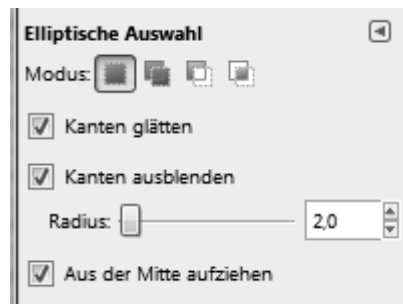 Elliptische Auswahl
Modus:
Kanten glätten
Kanten ausblenden
Radius: 2,0
Aus der Mitte aufziehen